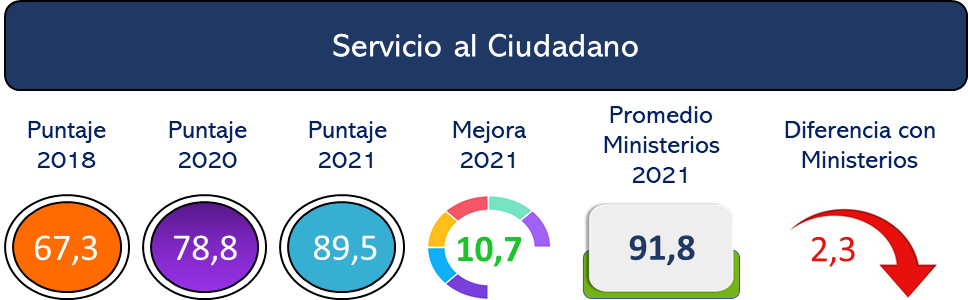 Servicio al Ciudadano
Puntaje
2018
Puntaje
2020
Puntaje
2021
Mejora
2021
Promedio
Ministerios
2021
Diferencia con
Ministerios
67,3
78,8
89,5
10,7
91,8
2,3